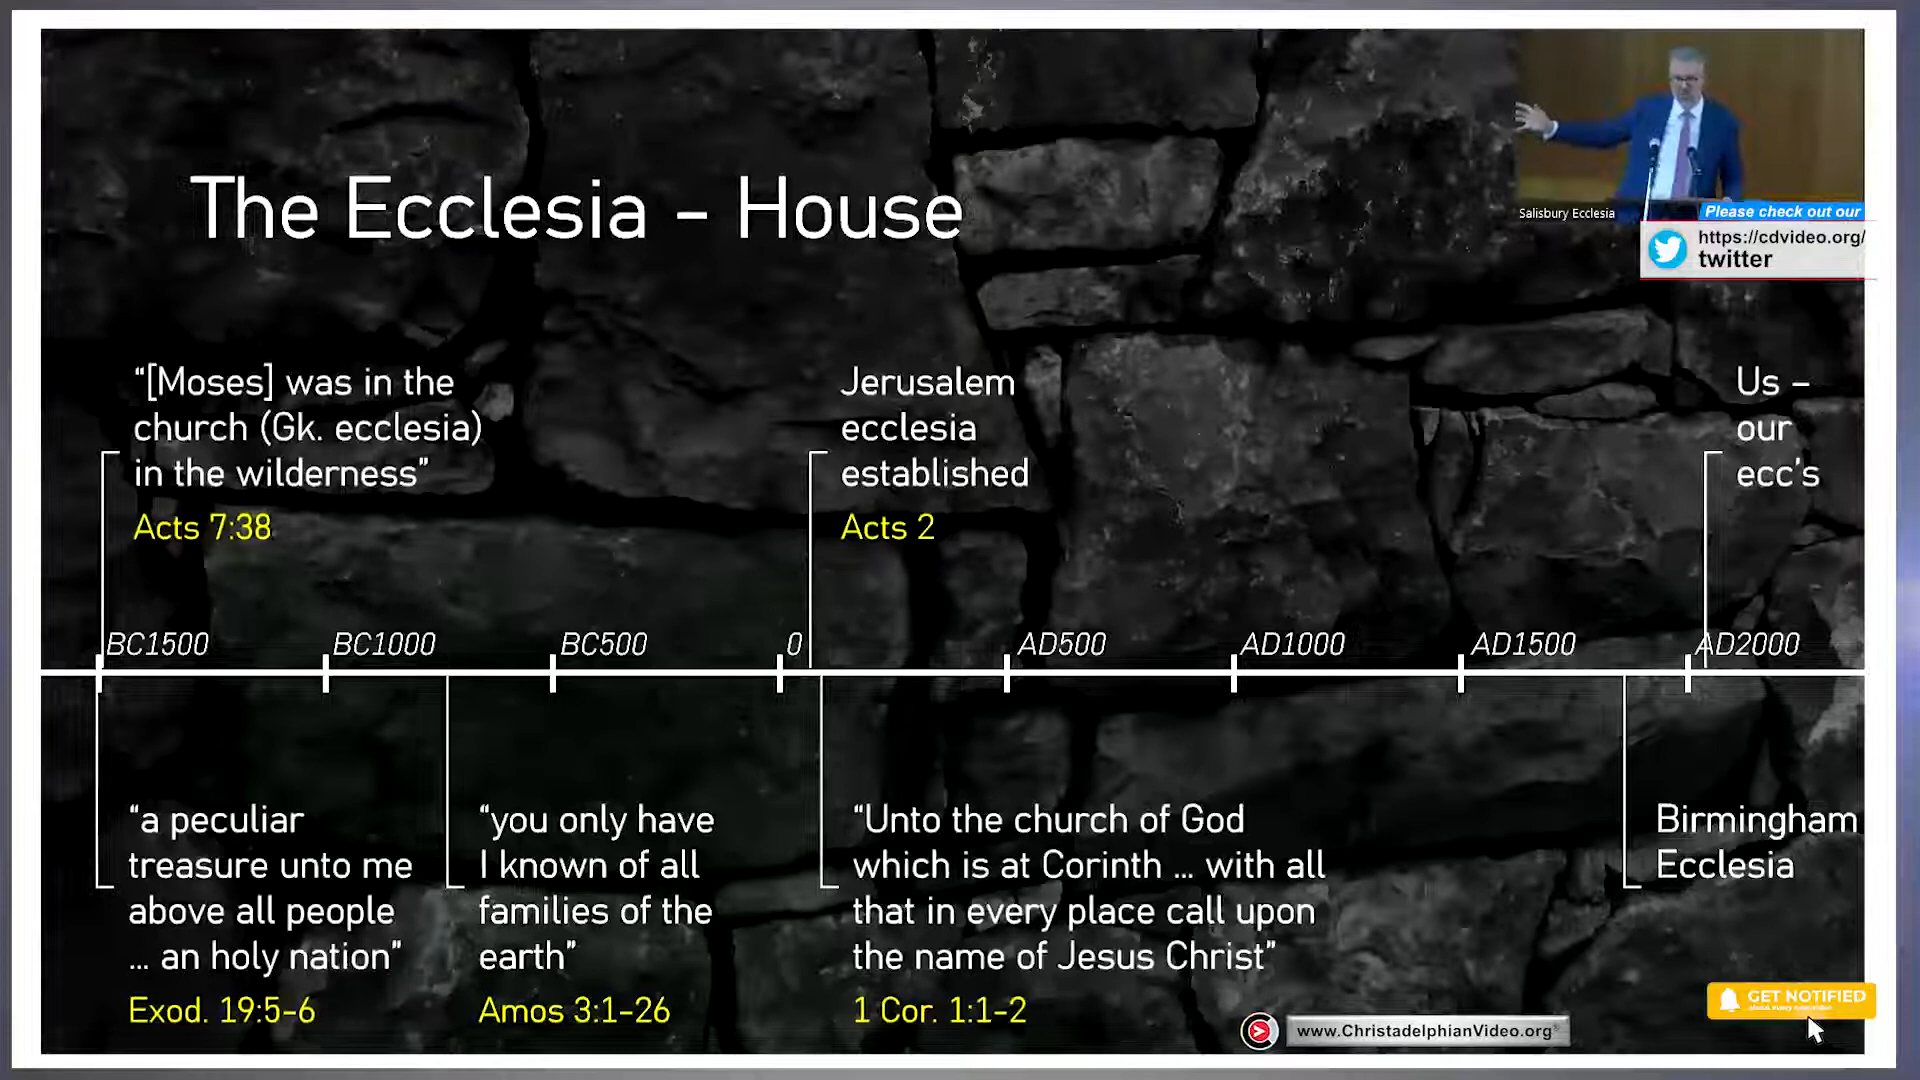 The Ecclesia – House
Salisbury Ecclesia
Please check out our
https://cdvideo.org/
twitter
“[Moses] was in the
church (Gk. ecclesia)
in the wilderness”
Acts 7:38
Jerusalem
ecclesia
established
Acts 2
Us –
our
ecc’s
BC1500
BC1000
BC500
0
AD500
AD1000
AD1500
AD2000
“a peculiar
treasure unto me
above all people
... an holy nation”
Exod. 19:5-6
“you only have
I known of all
families of the
earth”
Amos 3:1-26
“Unto the church of God
which is at Corinth ... with all
that in every place call upon
the name of Jesus Christ”
1 Cor. 1:1-2
Birmingham
Ecclesia
GET NOTIFIED
www.ChristadelphianVideo.org